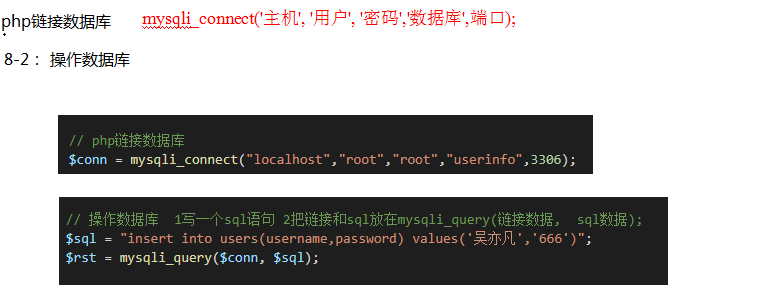 php链接数据库 mysqli_connect('主机', '用户', '密码','数据库',端口);
8-2： 操作数据库
// php链接数据库
$conn = mysqli_connect("localhost","root","root","userinfo",3306);
// 操作数据库 1写一个sql语句 2把链接和sql放在mysqli_query(链接数据, sql数据);
$sql = "insert into users(username,password) values('吴亦凡','666')";
$rst = mysqli_query($conn, $sql);